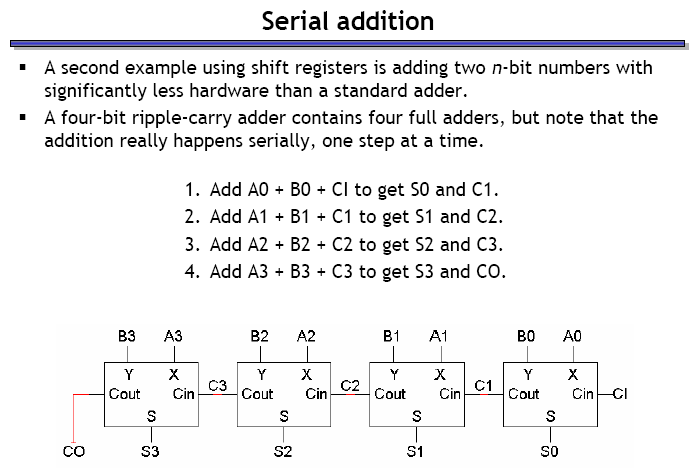 Serial addition
▪ A second example using shift registers is adding two n-bit numbers with
significantly less hardware than a standard adder.
▪ A four-bit ripple-carry adder contains four full adders, but note that the
addition really happens serially, one step at a time.
1. Add A0 + B0 + CI to get S0 and C1.
2. Add A1 + B1 + C1 to get S1 and C2.
3. Add A2 + B2 + C2 to get S2 and C3.
4. Add A3 + B3 + C3 to get S3 and CO.
B3 A3 B2 A2 B1 A1 B0 A0
Y X Y X Y X Y X
Cout Cin C3 Cout Cin C2 Cout Cin C1 Cout Cin CI
S S S S
CO S3 S2 S1 S0